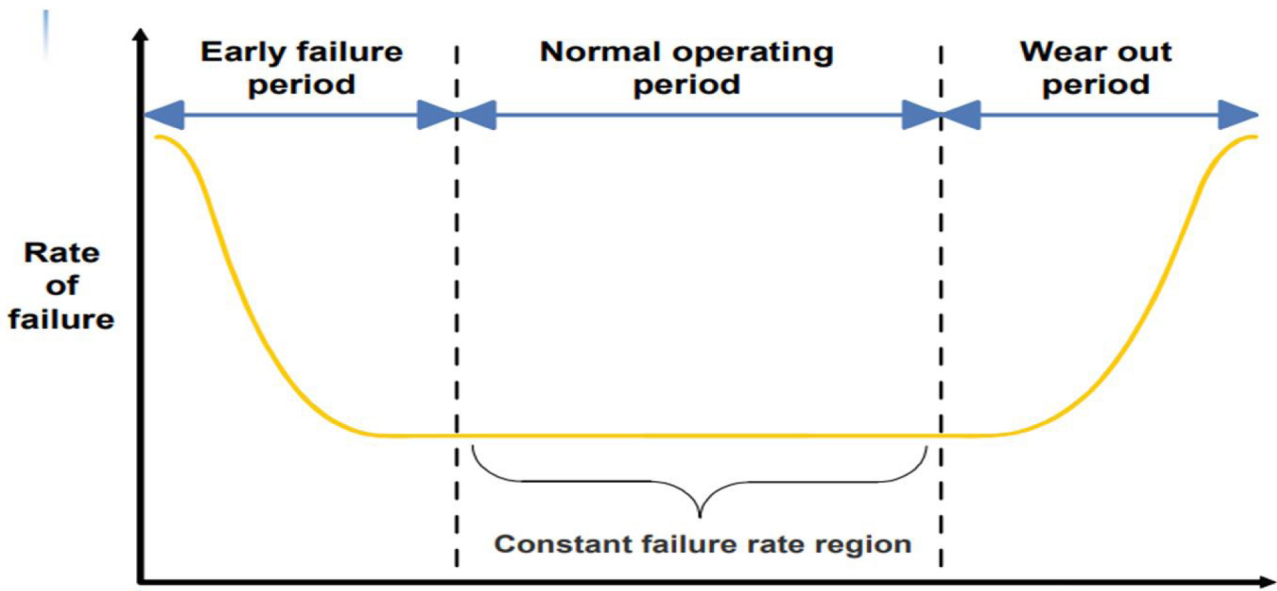 Early failure
period
Normal operating
period
Wear out
period
Rate
of
failure
Constant failure rate region